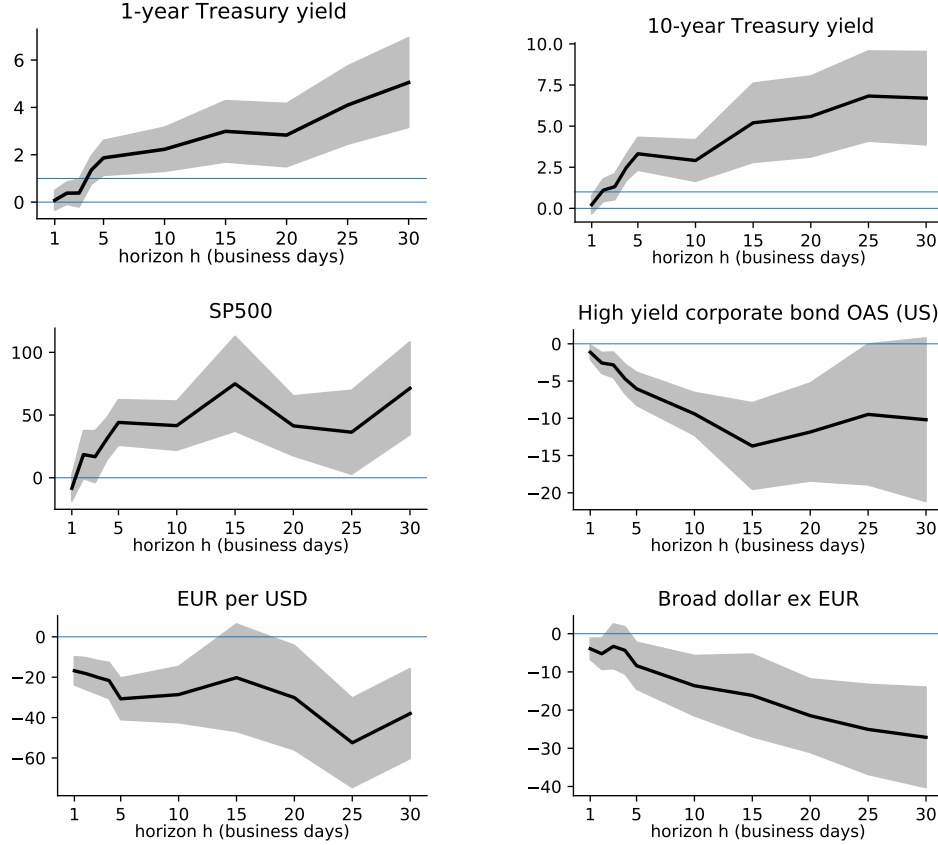 1-year Treasury yield
6
4
2
0
1 5 10 15 20 25 30
horizon h (business days)
10-year Treasury yield
10.0
7.5
5.0
2.5
0.0
1 5 10 15 20 25 30
horizon h (business days)
SP500
100
50
0
1 5 10 15 20 25 30
horizon h (business days)
High yield corporate bond OAS (US)
0
−5
−10
−15
−20
1 5 10 15 20 25 30
horizon h (business days)
EUR per USD
0
−20
−40
−60
1 5 10 15 20 25 30
horizon h (business days)
Broad dollar ex EUR
0
−10
−20
−30
−40
1 5 10 15 20 25 30
horizon h (business days)